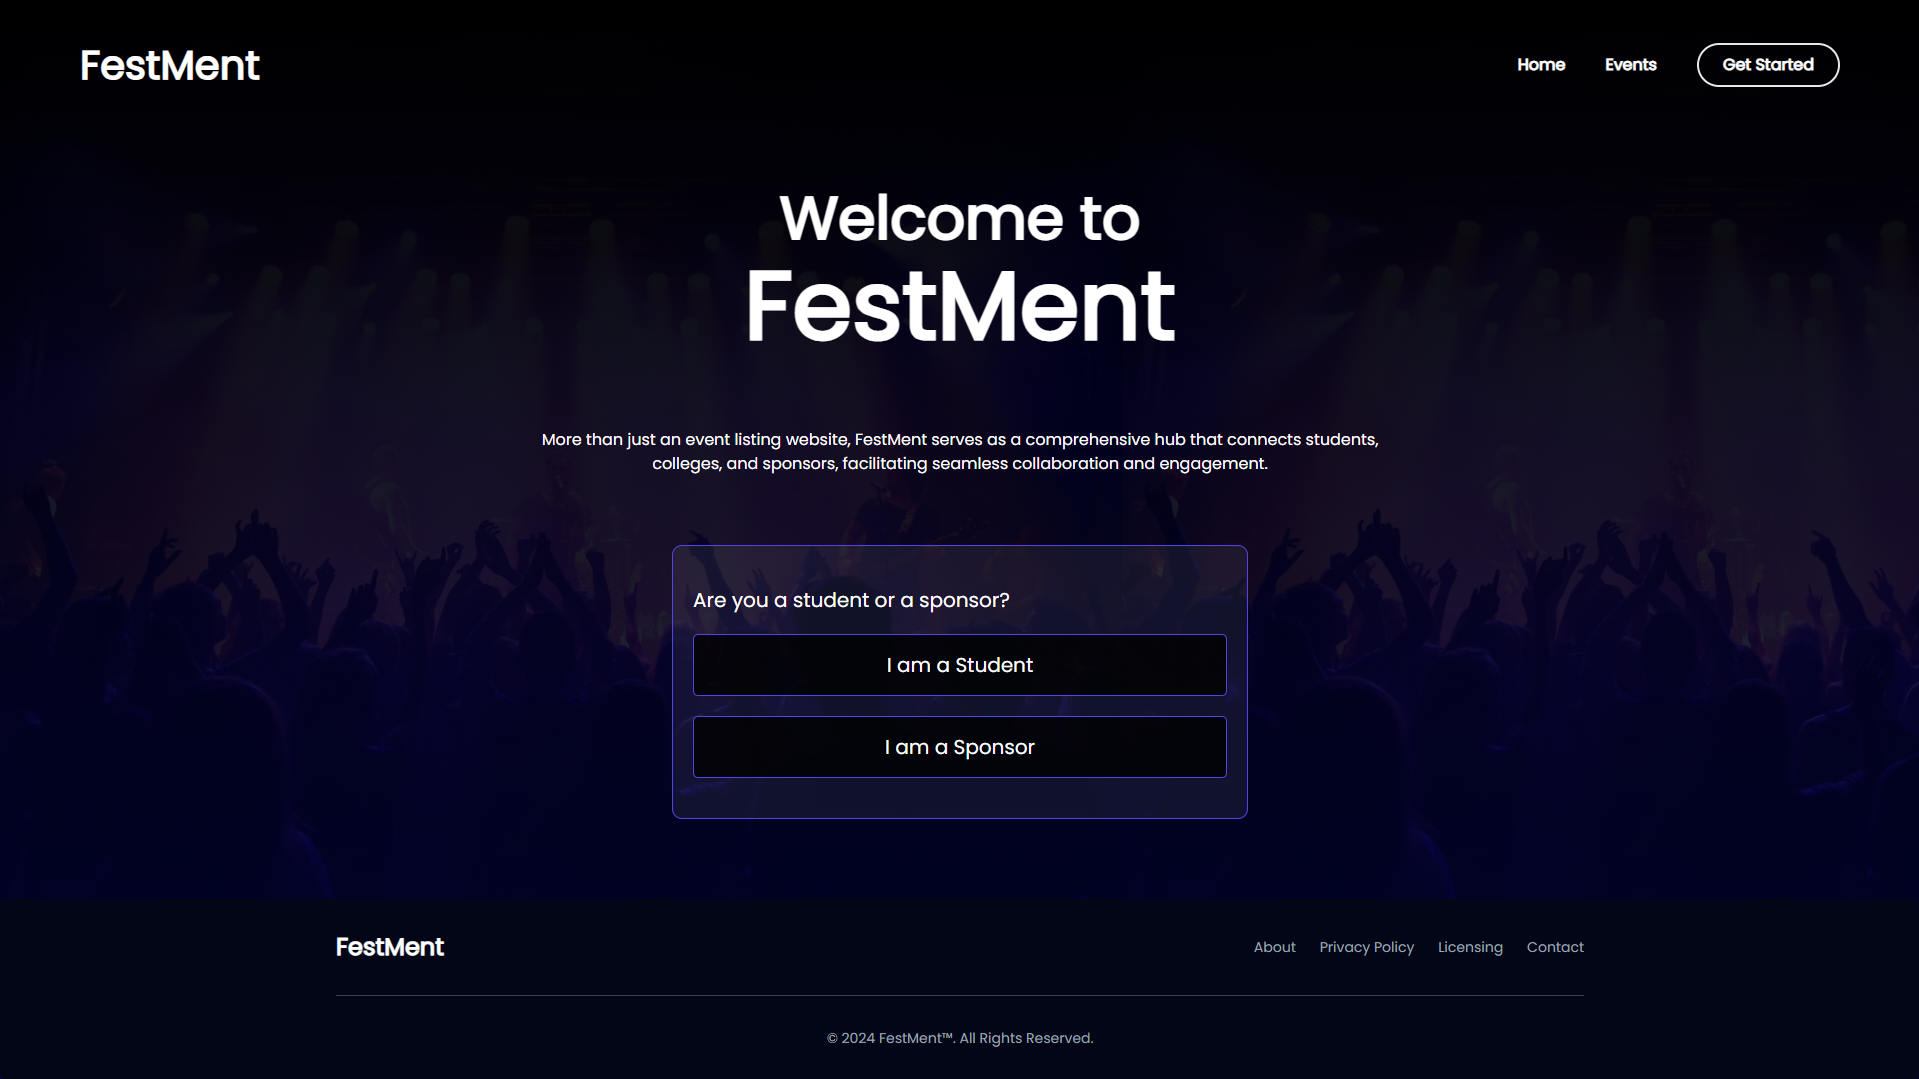 FestMent
Home
Events
Get Started
Welcome to
FestMent
More than just an event listing website, FestMent serves as a comprehensive hub that connects students,
colleges, and sponsors, facilitating seamless collaboration and engagement.
Are you a student or a sponsor?
I am a Student
I am a Sponsor
FestMent
About
Privacy Policy
Licensing
Contact
© 2024 FestMent™. All Rights Reserved.